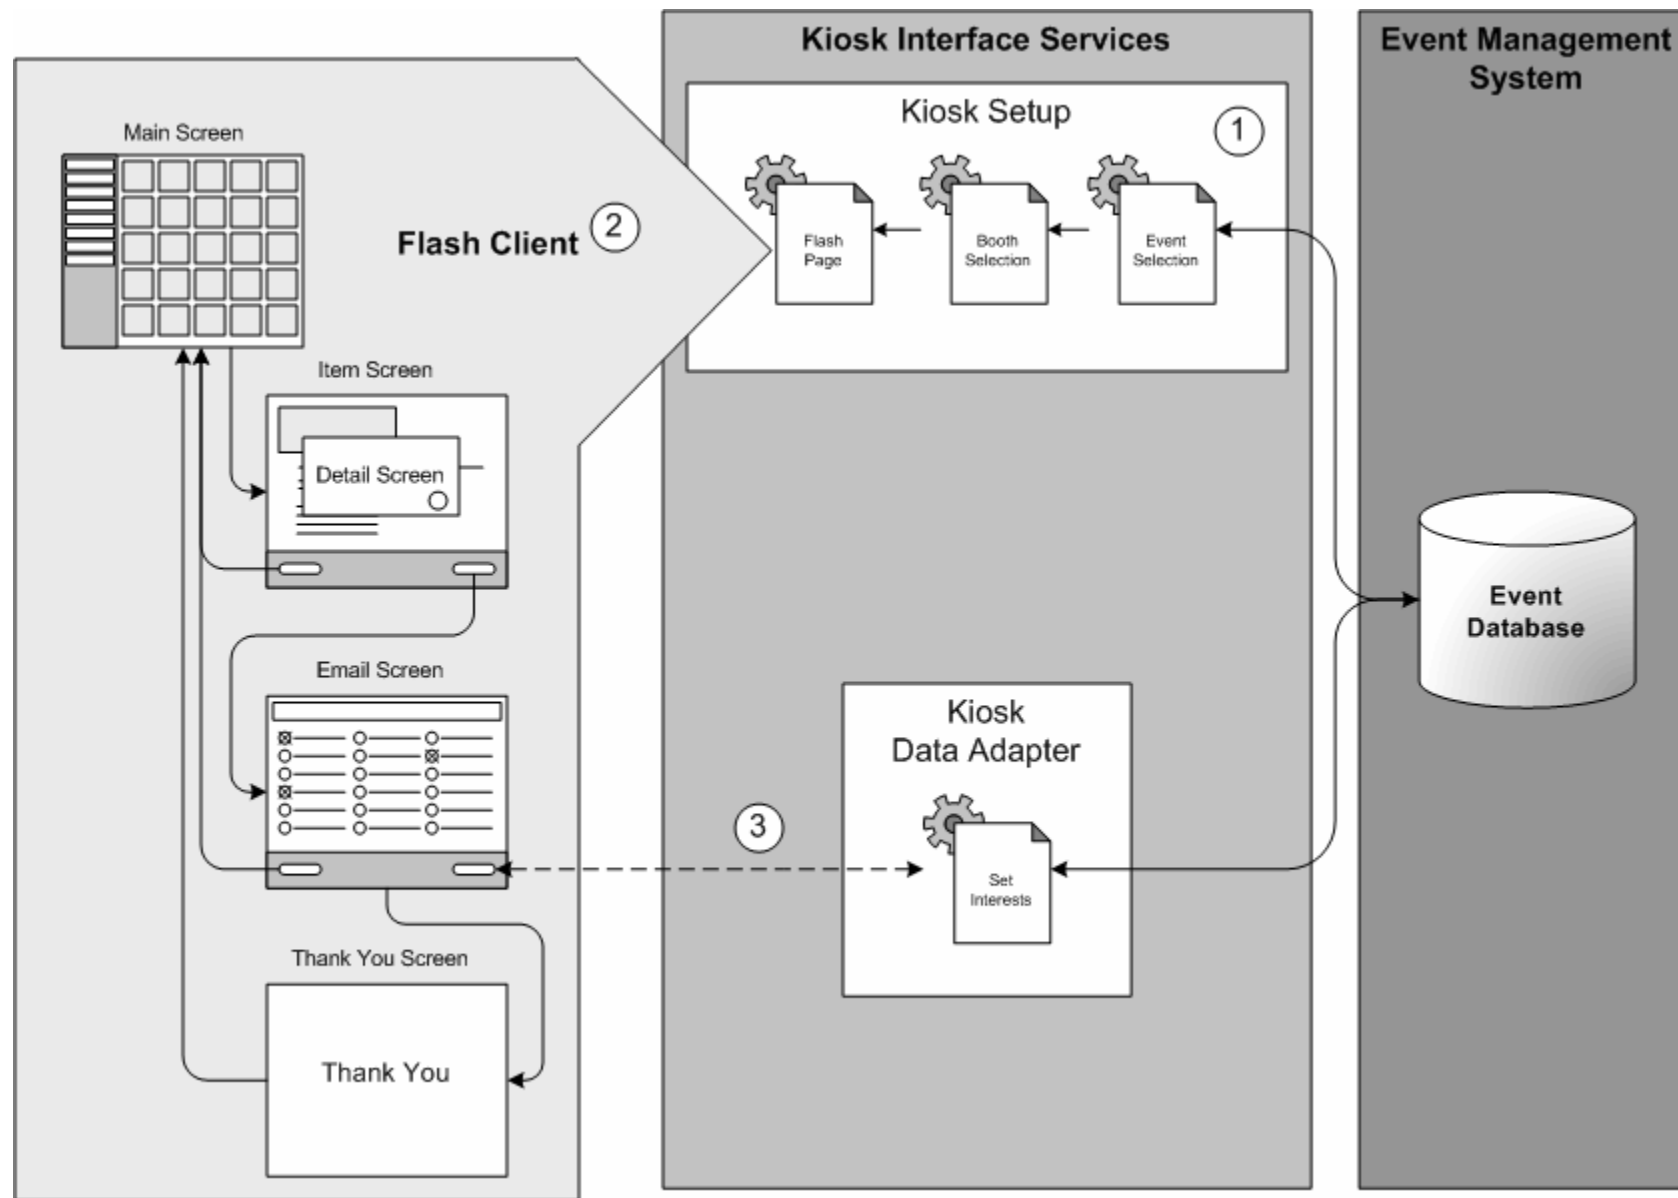 Kiosk Interface Services
Event Management
System
Kiosk Setup
1
Flash
Page
Booth
Selection
Event
Selection
Main Screen
Flash Client
2
Item Screen
Detail Screen
Email Screen
Thank You Screen
Thank You
3
Kiosk
Data Adapter
Set
Interests
Event
Database